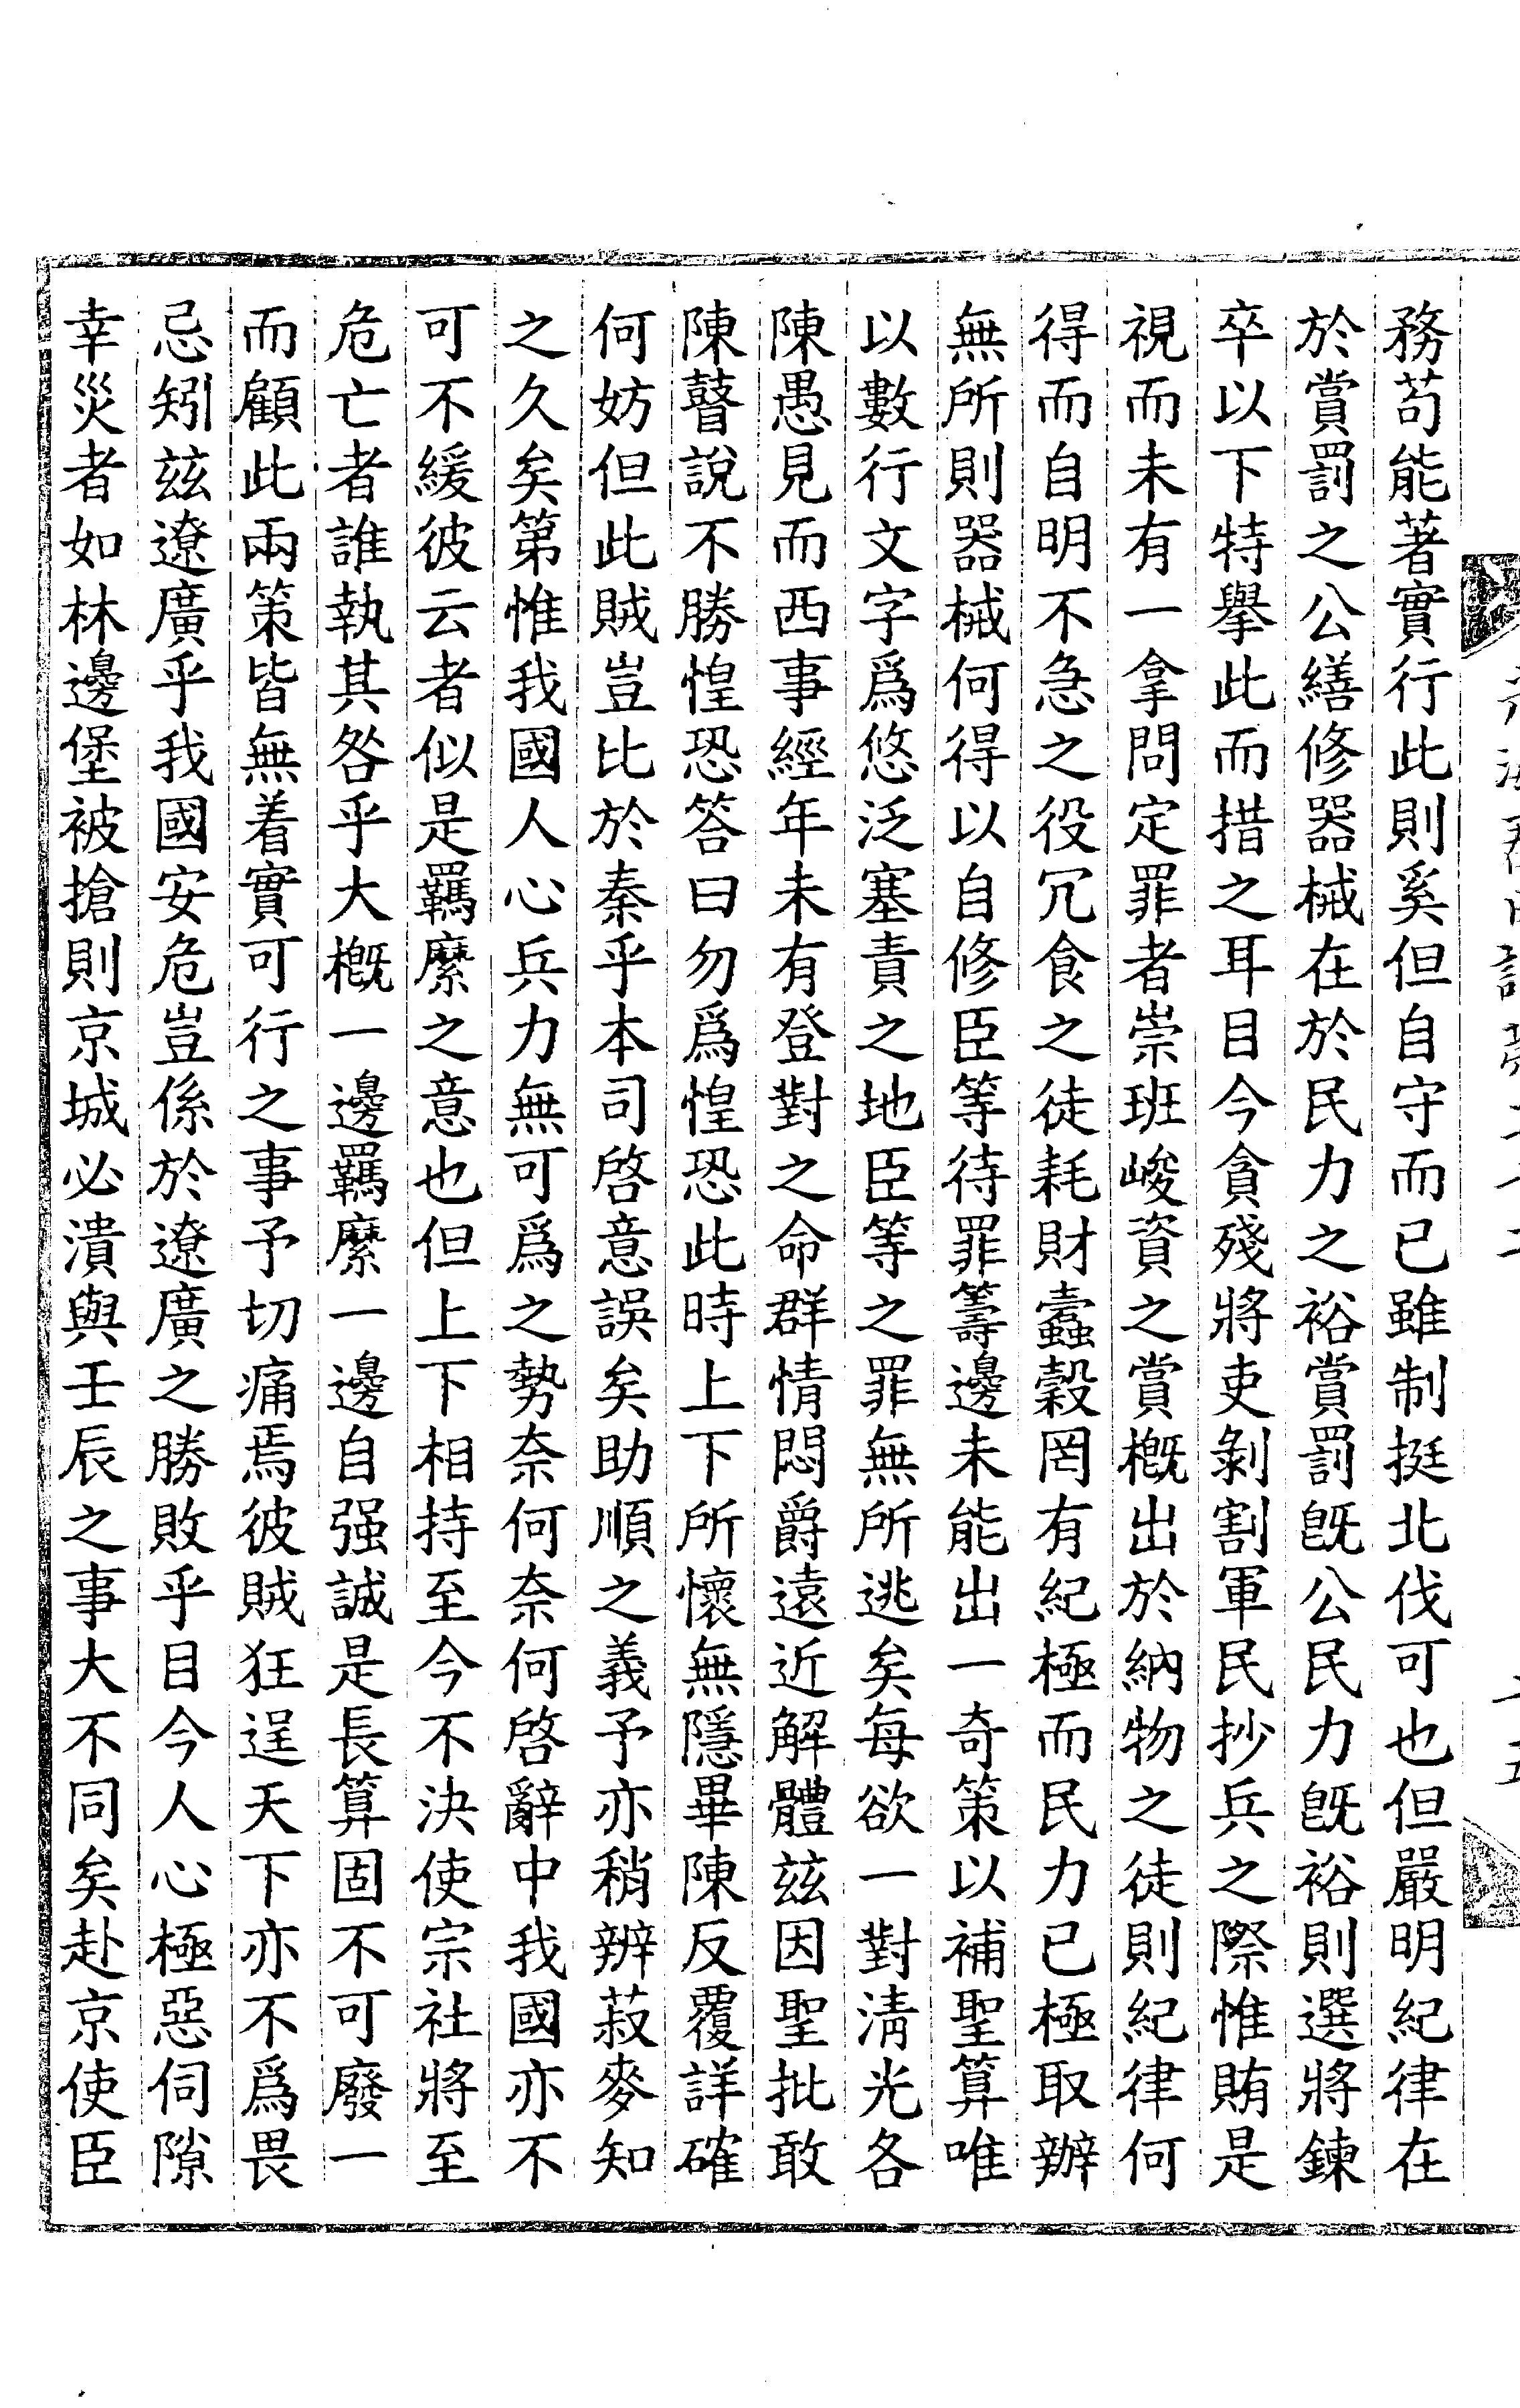 務苟能著實行此則奚但自守而已雖制挺北伐可也但嚴明紀律在
於賞罰之公繕修器械在於民力之裕賞罰旣公民力旣裕則選將鍊
卒以下特擧此而措之耳目今貪殘將吏剝割軍民抄兵之際惟賄是
視而未有一拿問定罪者崇班峻資之賞槪出於納物之徒則紀律何
得而自明不急之役冗食之徒耗財蠹穀罔有紀極而民力已極取辦
無所則器械何得以自修臣等待罪籌邊未能出一奇策以補聖算唯
以數行文字爲悠泛塞責之地臣等之罪無所逃矣每欲一對淸光各
陳愚見而西事經年未有登對之命群情悶爵遠近解體玆因聖批敢
陳瞽說不勝惶恐答曰勿爲惶恐此時上下所懷無隱畢陳反覆詳確
何妨但此賊豈比於秦乎本司啓意誤矣助順之義予亦稍辨菽麥知
之久矣第惟我國人心兵力無可爲之勢奈何奈何啓辭中我國亦不
可不緩彼云者似是羈縻之意也但上下相持至今不決使宗社將至
危亡者誰執其咎乎大槪一邊羈縻一邊自强誠是長算固不可廢一
而顧此兩策皆無着實可行之事予切痛焉彼賊狂逞天下亦不爲畏
忌矧玆遼廣乎我國安危豈係於遼廣之勝敗乎目今人心極惡伺隙
幸災者如林邊堡被搶則京城必潰與壬辰之事大不同矣赴京使臣